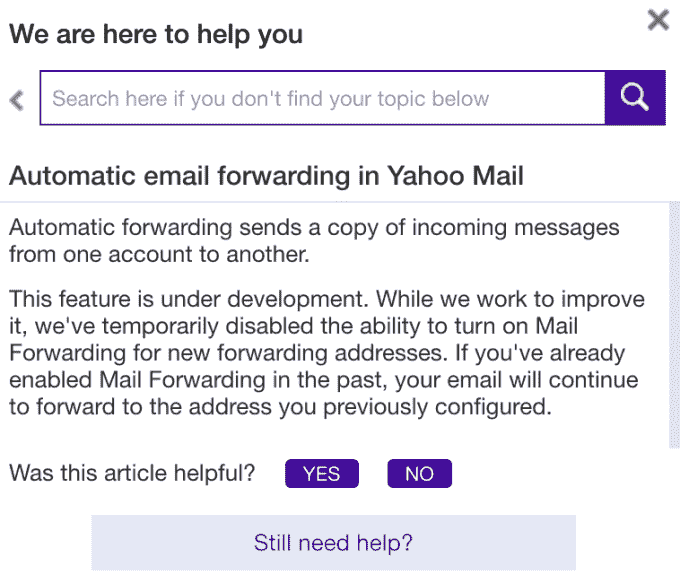 We are here to help you
Search here if you don't find your topic below
Automatic email forwarding in Yahoo Mail
Automatic forwarding sends a copy of incoming messages
from one account to another.
This feature is under development. While we work to improve
it, we've temporarily disabled the ability to turn on Mail
Forwarding for new forwarding addresses. If you've already
enabled Mail Forwarding in the past, your email will continue
to forward to the address you previously configured.
Was this article helpful? YES NO
Still need help?